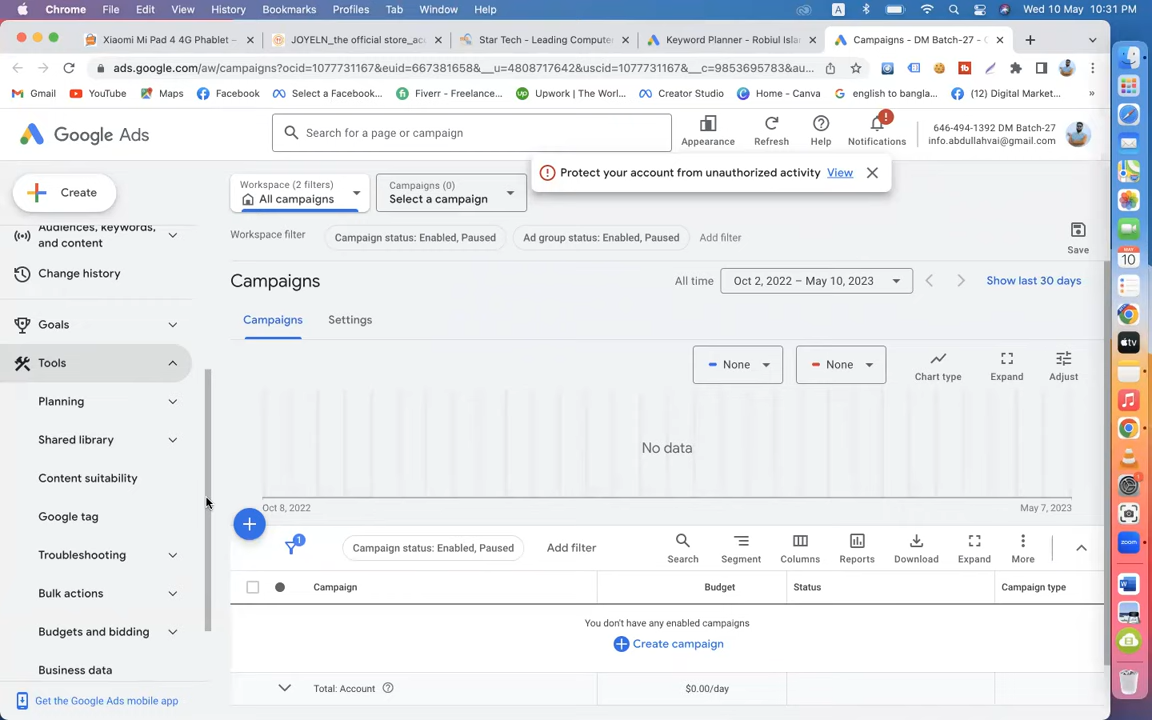 Chrome File Edit View History Bookmarks Profiles Tab Window Help A Wed 10 May 10:31 PM
Xiaomi Mi Pad 4 4G Phablet - JOYELN_the official store_ac Star Tech - Leading Compute Keyword Planner - Robiul Islan Campaigns - DM Batch-27 -
ads.google.com/aw/campaigns?ocid=1077731167&euid=669381658&__u=4808717642&uscid=1077731167&__c=9853695783&au...
Gmail YouTube Maps Facebook Select a Facebook... Fiverr - Freelance... Upwork | The Worl... Creator Studio Home - Canva english to bangla... (12) Digital Market... »
Google Ads
Search for a page or campaign
Appearance Refresh Help Notifications
646-494-1392 DM Batch-27
info.abdullahvai@gmail.com
Protect your account from unauthorized activity View
Create
Workspace (2 filters)
All campaigns
Campaigns (0)
Select a campaign
Workspace filter Campaign status: Enabled, Paused Ad group status: Enabled, Paused Add filter
Save
Audiences, keywords,
and content
Change history
Goals
Tools
Planning
Shared library
Content suitability
Google tag
Troubleshooting
Bulk actions
Budgets and bidding
Business data
Get the Google Ads mobile app
Campaigns
All time Oct 2, 2022 – May 10, 2023 Show last 30 days
Campaigns Settings
None None Chart type Expand Adjust
No data
Oct 8, 2022 May 7, 2023
1 Campaign status: Enabled, Paused Add filter Search Segment Columns Reports Download Expand More
Campaign Budget Status Campaign type
You don't have any enabled campaigns
Create campaign
Total: Account $0.00/day